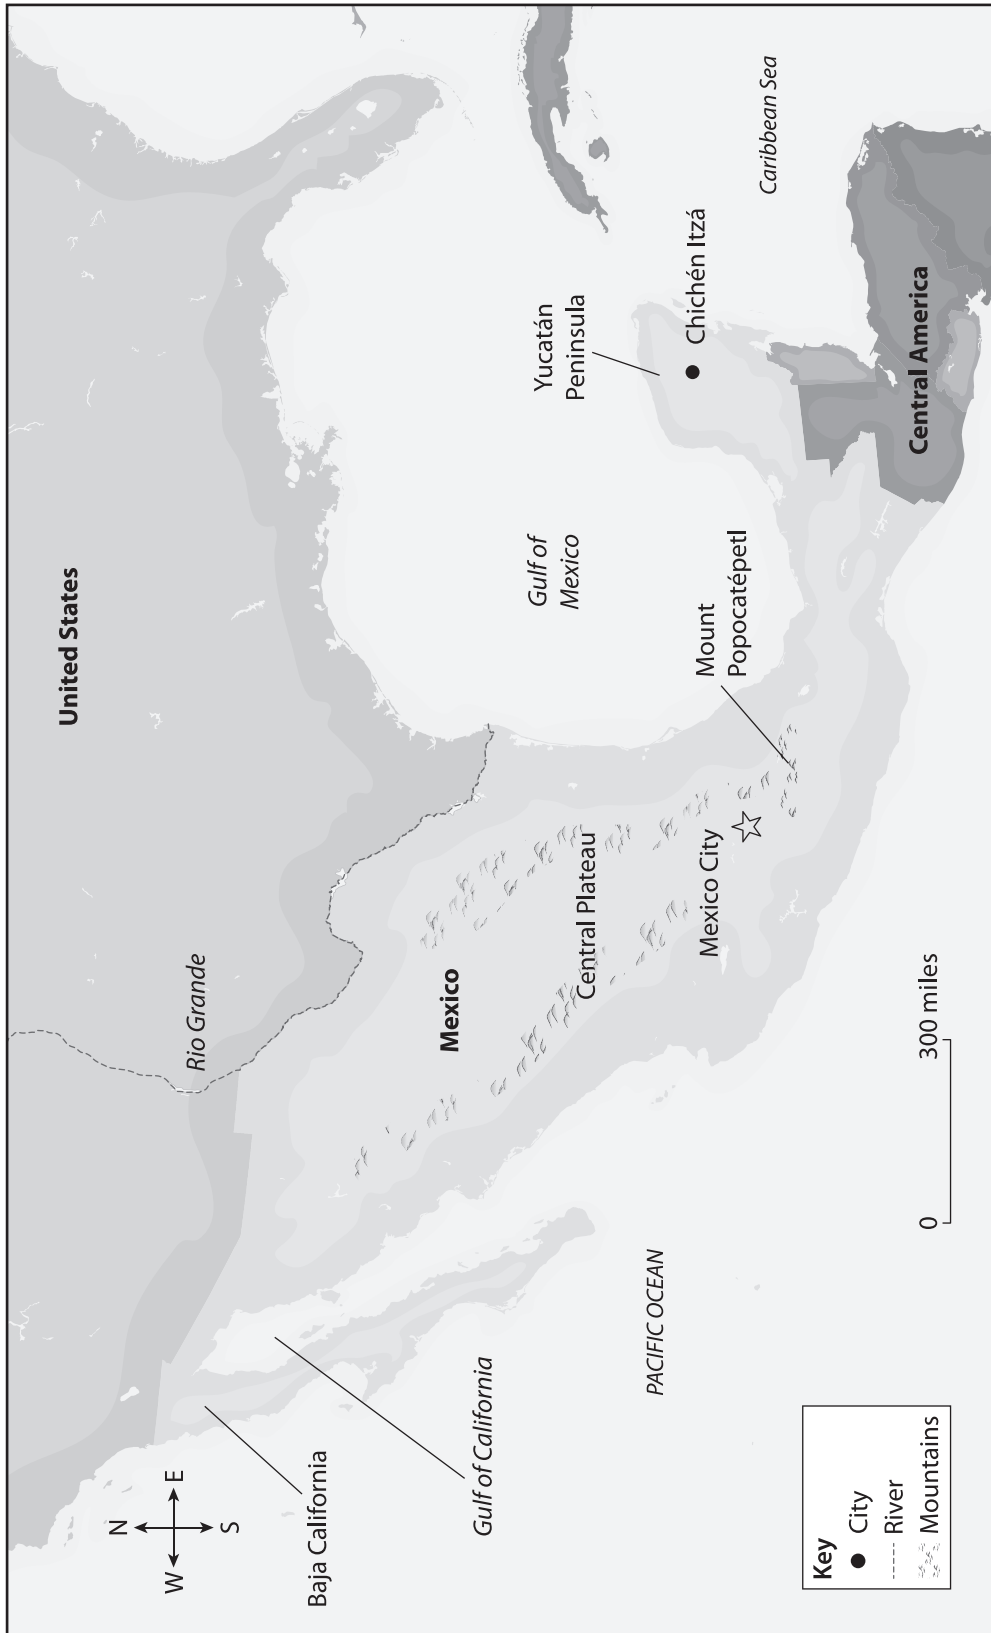 United States
Rio Grande
N
W
E
S
Baja California
Gulf of California
Mexico
Central Plateau
Gulf of
Mexico
Yucatán
Peninsula
Chichén Itzá
Caribbean Sea
Mount
Popocatépetl
Mexico City
Central America
PACIFIC OCEAN
0 300 miles
Key
City
River
Mountains